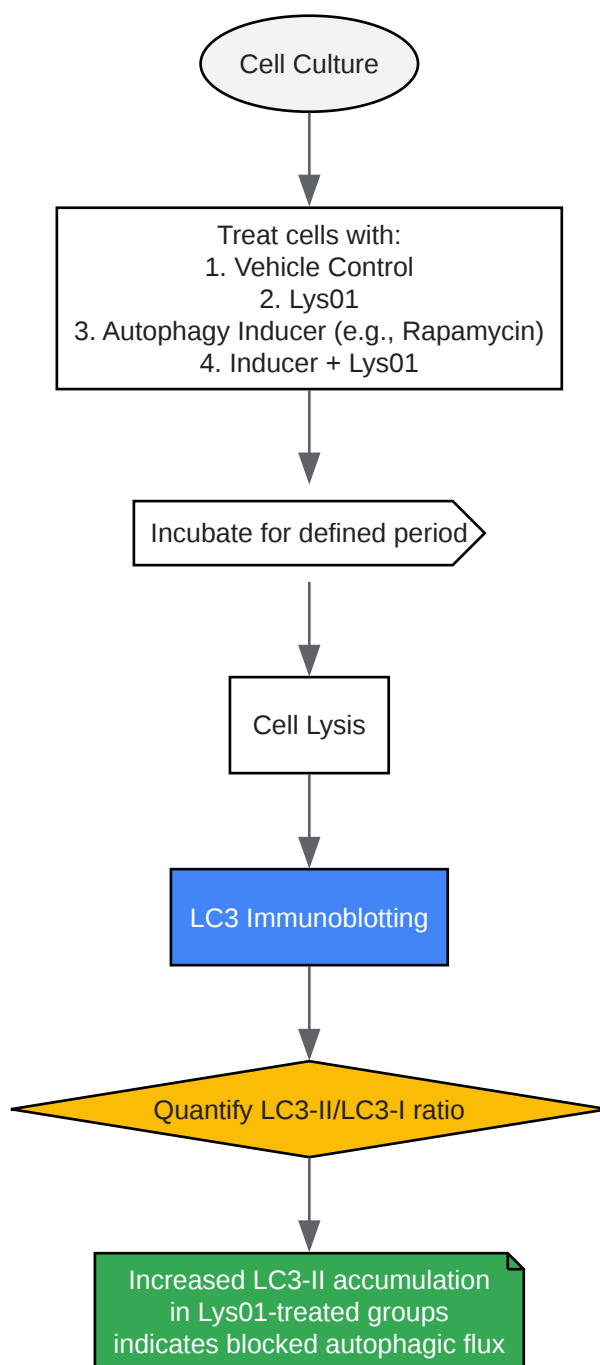 Cell Culture
Treat cells with:
1. Vehicle Control
2. Lys01
3. Autophagy Inducer (e.g., Rapamycin)
4. Inducer + Lys01
Incubate for defined period
Cell Lysis
LC3 Immunoblotting
Quantify LC3-II/LC3-I ratio
Increased LC3-II accumulation
in Lys01-treated groups
indicates blocked autophagic flux